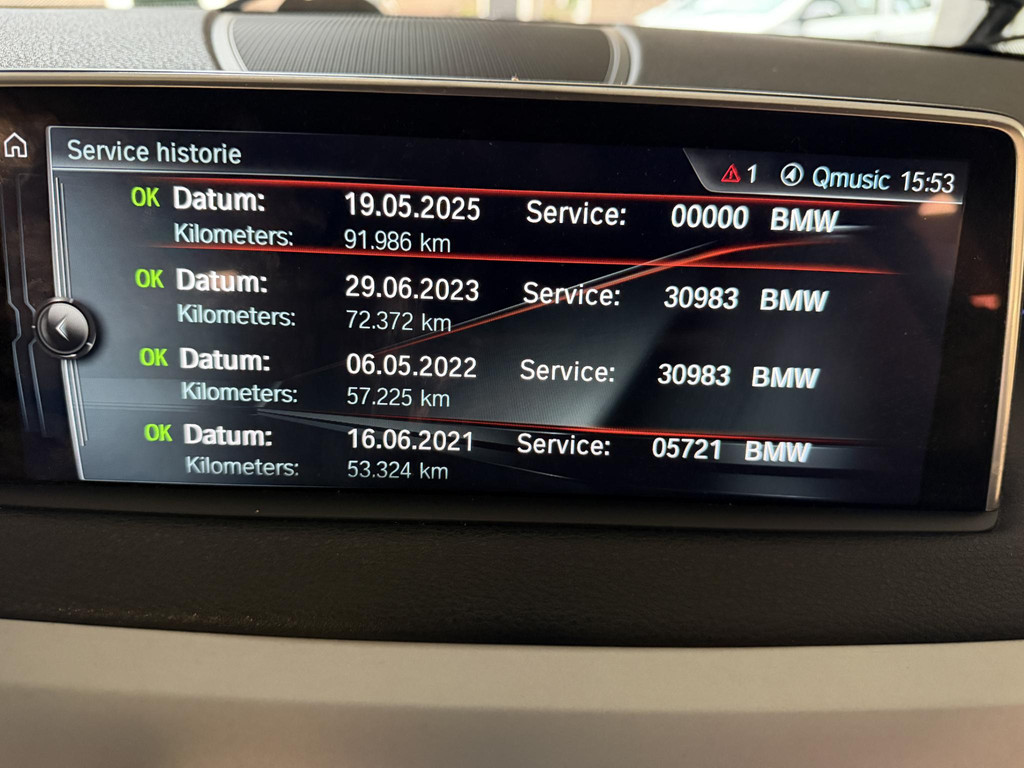 Service historie
1 Qmusic 15:53
OK Datum: 19.05.2025 Service: 00000 BMW
Kilometers: 91.986 km
OK Datum: 29.06.2023 Service: 30983 BMW
Kilometers: 72.372 km
OK Datum: 06.05.2022 Service: 30983 BMW
Kilometers: 57.225 km
OK Datum: 16.06.2021 Service: 05721 BMW
Kilometers: 53.324 km